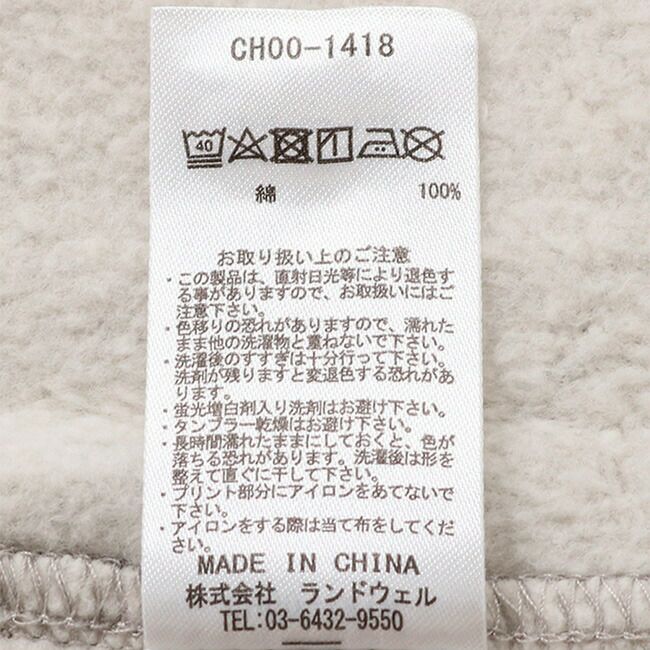 CH00-1418
40
綿 100%
お取り扱い上のご注意
・この製品は、直射日光等により退色す
る事がありますので、お取扱いにはご
注意下さい。
・色移りの恐れがありますので、濡れた
まま他の洗濯物と重ねないで下さい。
・洗濯後のすすぎは十分行って下さい。
洗剤が残りますと変退色する恐れがあ
ります。
・蛍光増白剤入り洗剤はお避け下さい。
・タンブラー乾燥はお避け下さい。
・長時間濡れたままにしておくと、色が
落ちる恐れがあります。洗濯後は形を
整えて直ぐに干して下さい。
・プリント部分にアイロンをあてないで
下さい。
・アイロンをする際は当て布をしてくだ
さい。
MADE IN CHINA
株式会社 ランドウェル
TEL:03-6432-9550